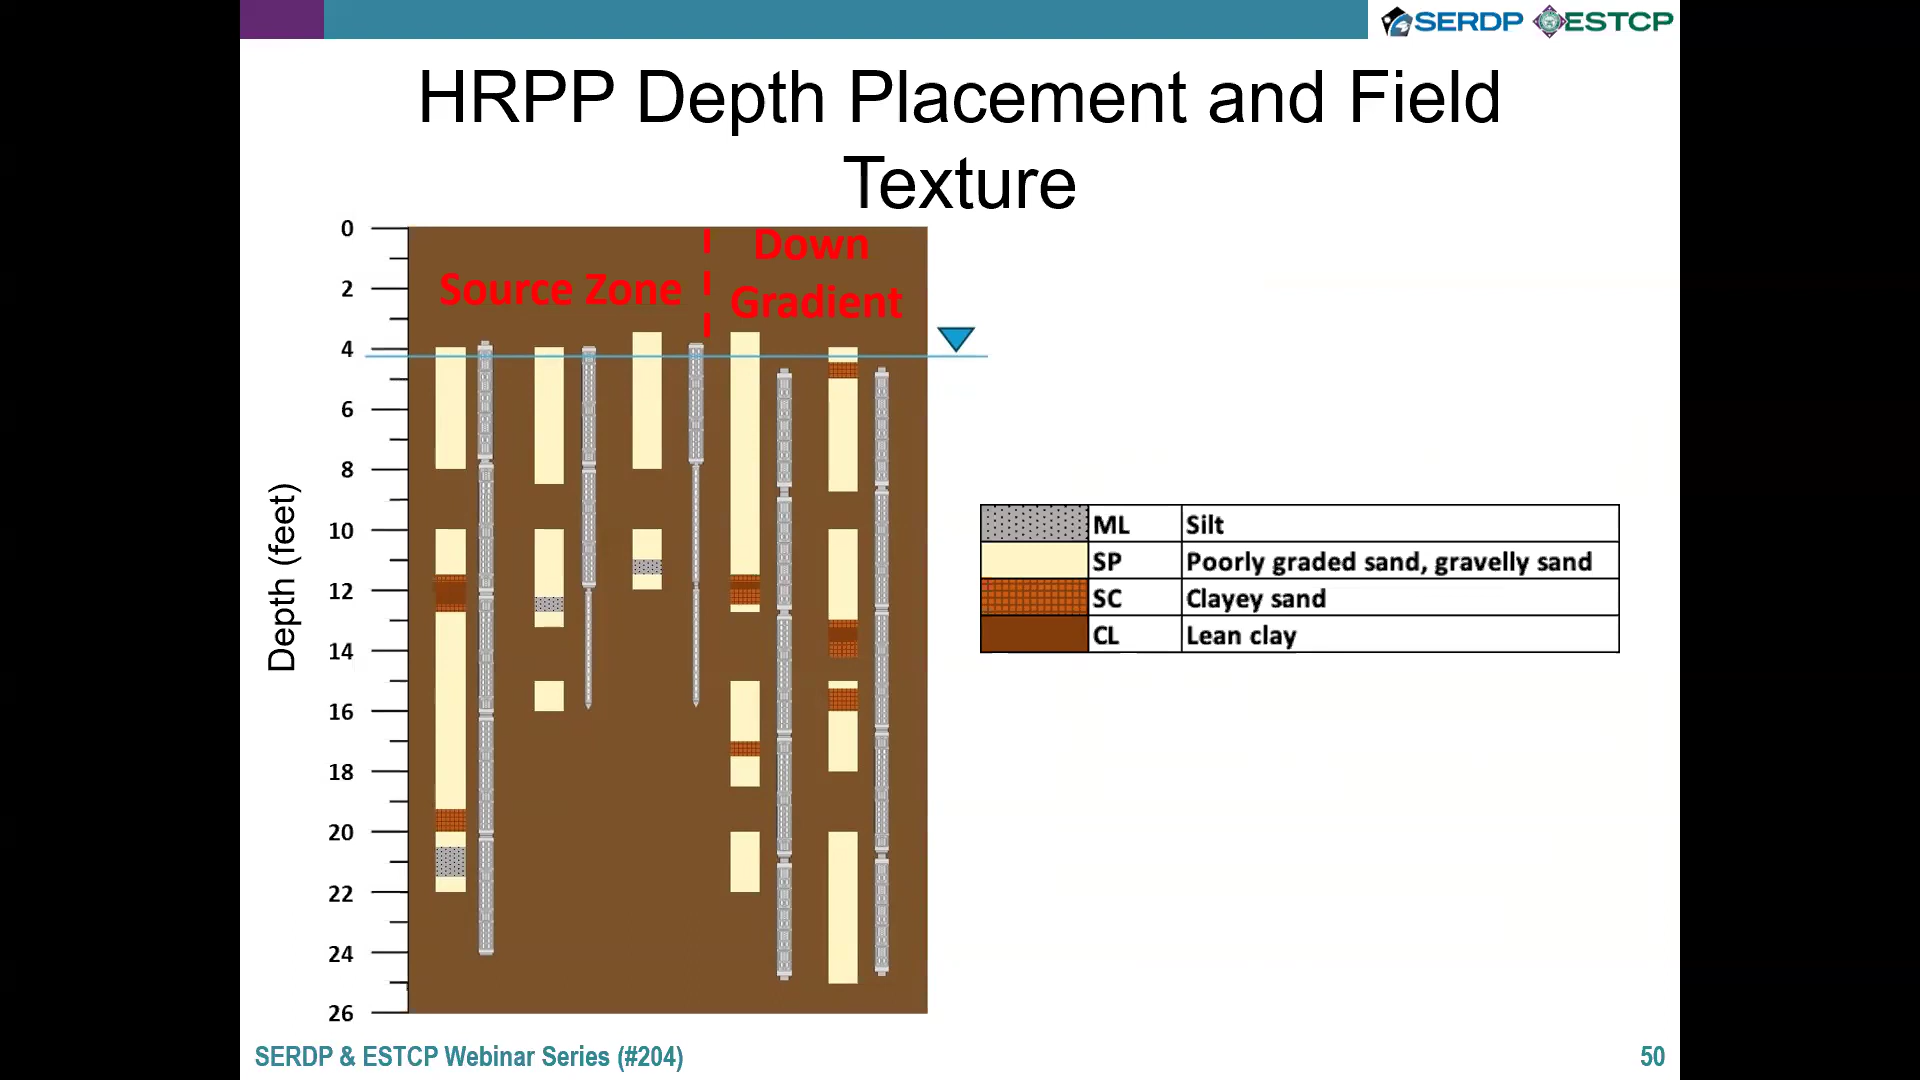 SERDP ESTCP
HRPP Depth Placement and Field
Texture
Source Zone
Down
Gradient
Depth (feet)
0
2
4
6
8
10
12
14
16
18
20
22
24
26
ML Silt
SP Poorly graded sand, gravelly sand
SC Clayey sand
CL Lean clay
SERDP & ESTCP Webinar Series (#204)
50